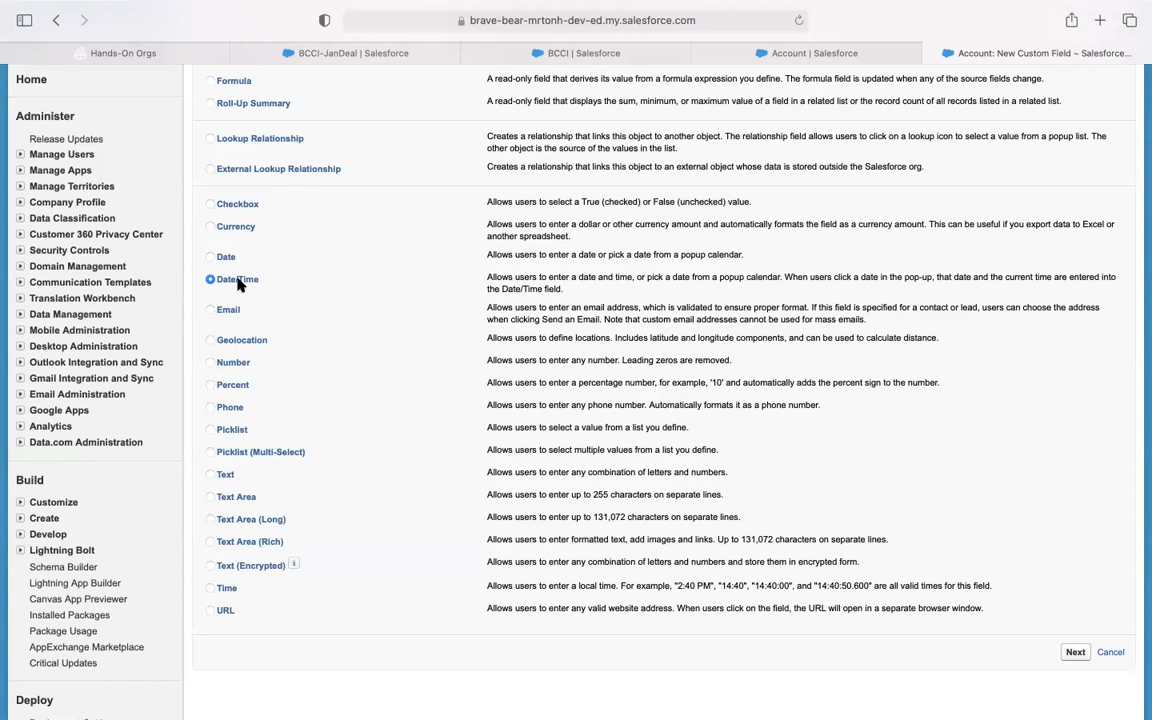 brave-bear-mrtonh-dev-ed.my.salesforce.com
Hands-On Orgs
BCCI-JanDeal | Salesforce
BCCI | Salesforce
Account | Salesforce
Account: New Custom Field ~ Salesforce...
Home
Administer
Release Updates
Manage Users
Manage Apps
Manage Territories
Company Profile
Data Classification
Customer 360 Privacy Center
Security Controls
Domain Management
Communication Templates
Translation Workbench
Data Management
Mobile Administration
Desktop Administration
Outlook Integration and Sync
Gmail Integration and Sync
Email Administration
Google Apps
Analytics
Data.com Administration
Build
Customize
Create
Develop
Lightning Bolt
Schema Builder
Lightning App Builder
Canvas App Previewer
Installed Packages
Package Usage
AppExchange Marketplace
Critical Updates
Deploy
Formula
A read-only field that derives its value from a formula expression you define. The formula field is updated when any of the source fields change.
Roll-Up Summary
A read-only field that displays the sum, minimum, or maximum value of a field in a related list or the record count of all records listed in a related list.
Lookup Relationship
Creates a relationship that links this object to another object. The relationship field allows users to click on a lookup icon to select a value from a popup list. The
other object is the source of the values in the list.
External Lookup Relationship
Creates a relationship that links this object to an external object whose data is stored outside the Salesforce org.
Checkbox
Allows users to select a True (checked) or False (unchecked) value.
Currency
Allows users to enter a dollar or other currency amount and automatically formats the field as a currency amount. This can be useful if you export data to Excel or
another spreadsheet.
Date
Allows users to enter a date or pick a date from a popup calendar.
Date/Time
Allows users to enter a date and time, or pick a date from a popup calendar. When users click a date in the pop-up, that date and the current time are entered into
the Date/Time field.
Email
Allows users to enter an email address, which is validated to ensure proper format. If this field is specified for a contact or lead, users can choose the address
when clicking Send an Email. Note that custom email addresses cannot be used for mass emails.
Geolocation
Allows users to define locations. Includes latitude and longitude components, and can be used to calculate distance.
Number
Allows users to enter any number. Leading zeros are removed.
Percent
Allows users to enter a percentage number, for example, '10' and automatically adds the percent sign to the number.
Phone
Allows users to enter any phone number. Automatically formats it as a phone number.
Picklist
Allows users to select a value from a list you define.
Picklist (Multi-Select)
Allows users to select multiple values from a list you define.
Text
Allows users to enter any combination of letters and numbers.
Text Area
Allows users to enter up to 255 characters on separate lines.
Text Area (Long)
Allows users to enter up to 131,072 characters on separate lines.
Text Area (Rich)
Allows users to enter formatted text, add images and links. Up to 131,072 characters on separate lines.
Text (Encrypted) i
Allows users to enter any combination of letters and numbers and store them in encrypted form.
Time
Allows users to enter a local time. For example, "2:40 PM", "14:40", "14:40:00", and "14:40:50.600" are all valid times for this field.
URL
Allows users to enter any valid website address. When users click on the field, the URL will open in a separate browser window.
Next
Cancel